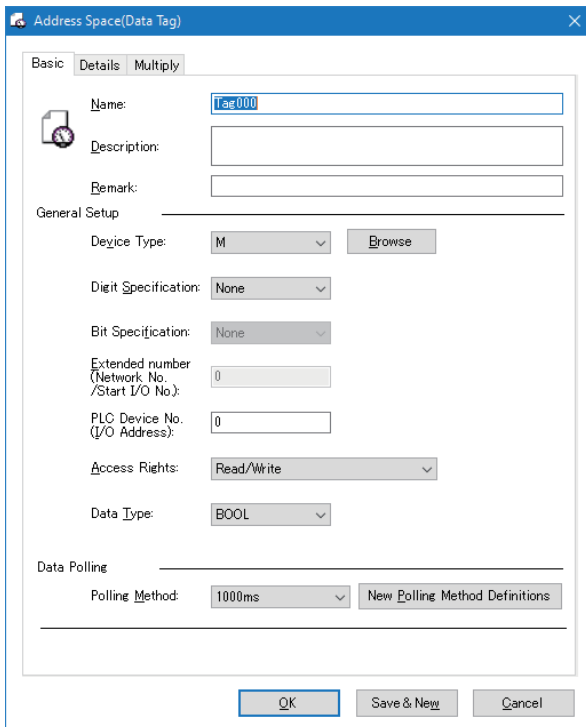 Address Space(Data Tag)
Basic Details Multiply
Name: Tag000
Description:
Remark:
General Setup
Device Type: M Browse
Digit Specification: None
Bit Specification: None
Extended number
(Network No.
/Start I/O No.): 0
PLC Device No.
(I/O Address): 0
Access Rights: Read/Write
Data Type: BOOL
Data Polling
Polling Method: 1000ms New Polling Method Definitions
OK Save & New Cancel